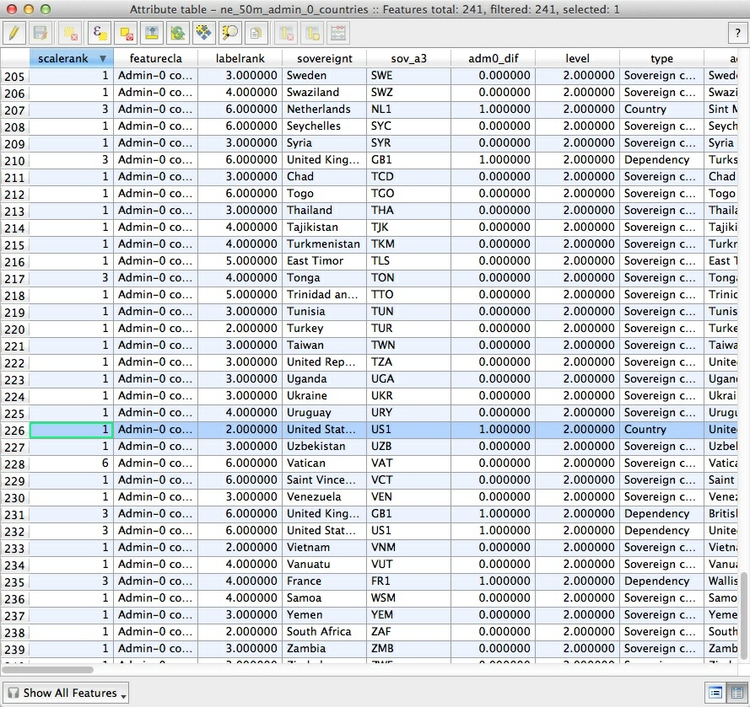 Attribute table - ne_50m_admin_0_countries :: Features total: 241, filtered: 241, selected: 1
?
scalerank featurecla labelrank sovereignt sov_a3 adm0_dif level type
205 1 Admin-0 co... 3.000000 Sweden SWE 0.000000 2.000000 Sovereign c... Swed
206 1 Admin-0 co... 4.000000 Swaziland SWZ 0.000000 2.000000 Sovereign c... Swazi
207 3 Admin-0 co... 6.000000 Netherlands NL1 1.000000 2.000000 Country Sint M
208 1 Admin-0 co... 6.000000 Seychelles SYC 0.000000 2.000000 Sovereign c... Seych
209 1 Admin-0 co... 3.000000 Syria SYR 0.000000 2.000000 Sovereign c... Syria
210 3 Admin-0 co... 6.000000 United King... GB1 1.000000 2.000000 Dependency Turks
211 1 Admin-0 co... 3.000000 Chad TCD 0.000000 2.000000 Sovereign c... Chad
212 1 Admin-0 co... 6.000000 Togo TGO 0.000000 2.000000 Sovereign c... Togo
213 1 Admin-0 co... 3.000000 Thailand THA 0.000000 2.000000 Sovereign c... Thaila
214 1 Admin-0 co... 4.000000 Tajikistan TJK 0.000000 2.000000 Sovereign c... Tajiki
215 1 Admin-0 co... 4.000000 Turkmenistan TKM 0.000000 2.000000 Sovereign c... Turkr
216 1 Admin-0 co... 5.000000 East Timor TLS 0.000000 2.000000 Sovereign c... East T
217 3 Admin-0 co... 4.000000 Tonga TON 0.000000 2.000000 Sovereign c... Tonga
218 1 Admin-0 co... 5.000000 Trinidad an... TTO 0.000000 2.000000 Sovereign c... Trinid
219 1 Admin-0 co... 3.000000 Tunisia TUN 0.000000 2.000000 Sovereign c... Tunis
220 1 Admin-0 co... 2.000000 Turkey TUR 0.000000 2.000000 Sovereign c... Turke
221 1 Admin-0 co... 3.000000 Taiwan TWN 0.000000 2.000000 Sovereign c... Taiwa
222 1 Admin-0 co... 3.000000 United Rep... TZA 0.000000 2.000000 Sovereign c... Unite
223 1 Admin-0 co... 3.000000 Uganda UGA 0.000000 2.000000 Sovereign c... Ugan
224 1 Admin-0 co... 3.000000 Ukraine UKR 0.000000 2.000000 Sovereign c... Ukrai
225 1 Admin-0 co... 4.000000 Uruguay URY 0.000000 2.000000 Sovereign c... Urugu
226 1 Admin-0 co... 2.000000 United Stat... US1 1.000000 2.000000 Country Unite
227 1 Admin-0 co... 3.000000 Uzbekistan UZB 0.000000 2.000000 Sovereign c... Uzbel
228 6 Admin-0 co... 6.000000 Vatican VAT 0.000000 2.000000 Sovereign c... Vatica
229 1 Admin-0 co... 6.000000 Saint Vince... VCT 0.000000 2.000000 Sovereign c... Saint
230 1 Admin-0 co... 3.000000 Venezuela VEN 0.000000 2.000000 Sovereign c... Venez
231 3 Admin-0 co... 6.000000 United King... GB1 1.000000 2.000000 Dependency British
232 3 Admin-0 co... 6.000000 United Stat... US1 1.000000 2.000000 Dependency Unite
233 1 Admin-0 co... 2.000000 Vietnam VNM 0.000000 2.000000 Sovereign c... Vietn
234 1 Admin-0 co... 4.000000 Vanuatu VUT 0.000000 2.000000 Sovereign c... Vanua
235 3 Admin-0 co... 4.000000 France FR1 1.000000 2.000000 Dependency Wallis
236 1 Admin-0 co... 4.000000 Samoa WSM 0.000000 2.000000 Sovereign c... Samo
237 1 Admin-0 co... 3.000000 Yemen YEM 0.000000 2.000000 Sovereign c... Yeme
238 1 Admin-0 co... 2.000000 South Africa ZAF 0.000000 2.000000 Sovereign c... South
239 1 Admin-0 co... 3.000000 Zambia ZMB 0.000000 2.000000 Sovereign c... Zamb
Show All Features